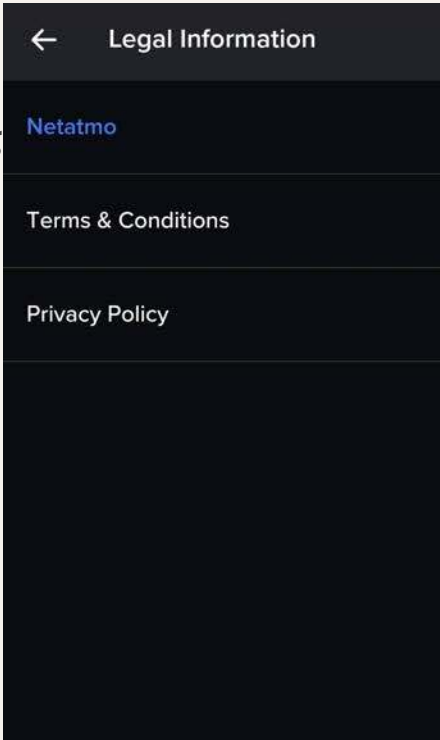 Legal Information
Netatmo
Terms & Conditions
Privacy Policy